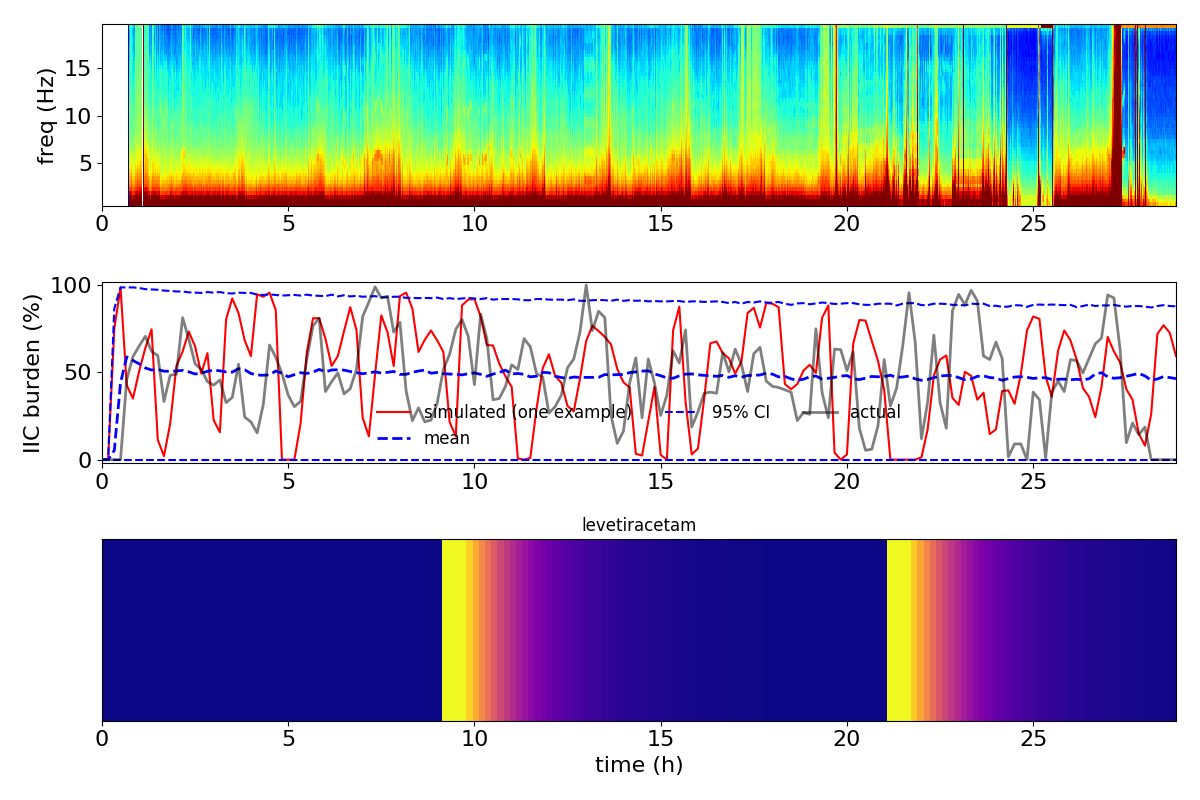 freq (Hz)
15
10
5
0 5 10 15 20 25
IIC burden (%)
100
50
0
simulated (one example) 95% CI actual
mean
0 5 10 15 20 25
levetiracetam
0 5 10 15 20 25
time (h)